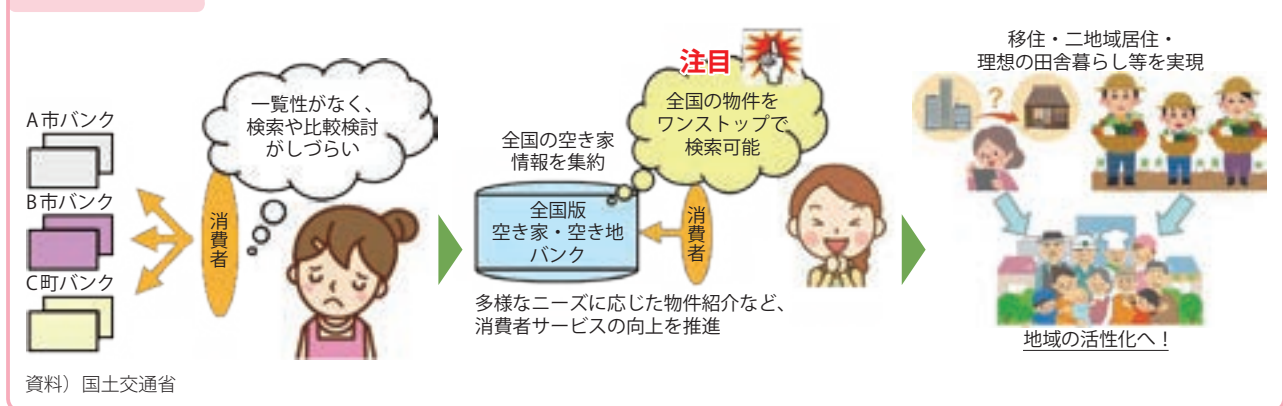 A市バンク
B市バンク
C町バンク
消費者
一覧性がなく、
検索や比較検討
がしづらい
全国の空き家
情報を集約
全国版
空き家・空き地
バンク
消費者
注目
全国の物件を
ワンストップで
検索可能
多様なニーズに応じた物件紹介など、
消費者サービスの向上を推進
移住・二地域居住・
理想の田舎暮らし等を実現
?
地域の活性化へ！
資料）国土交通省